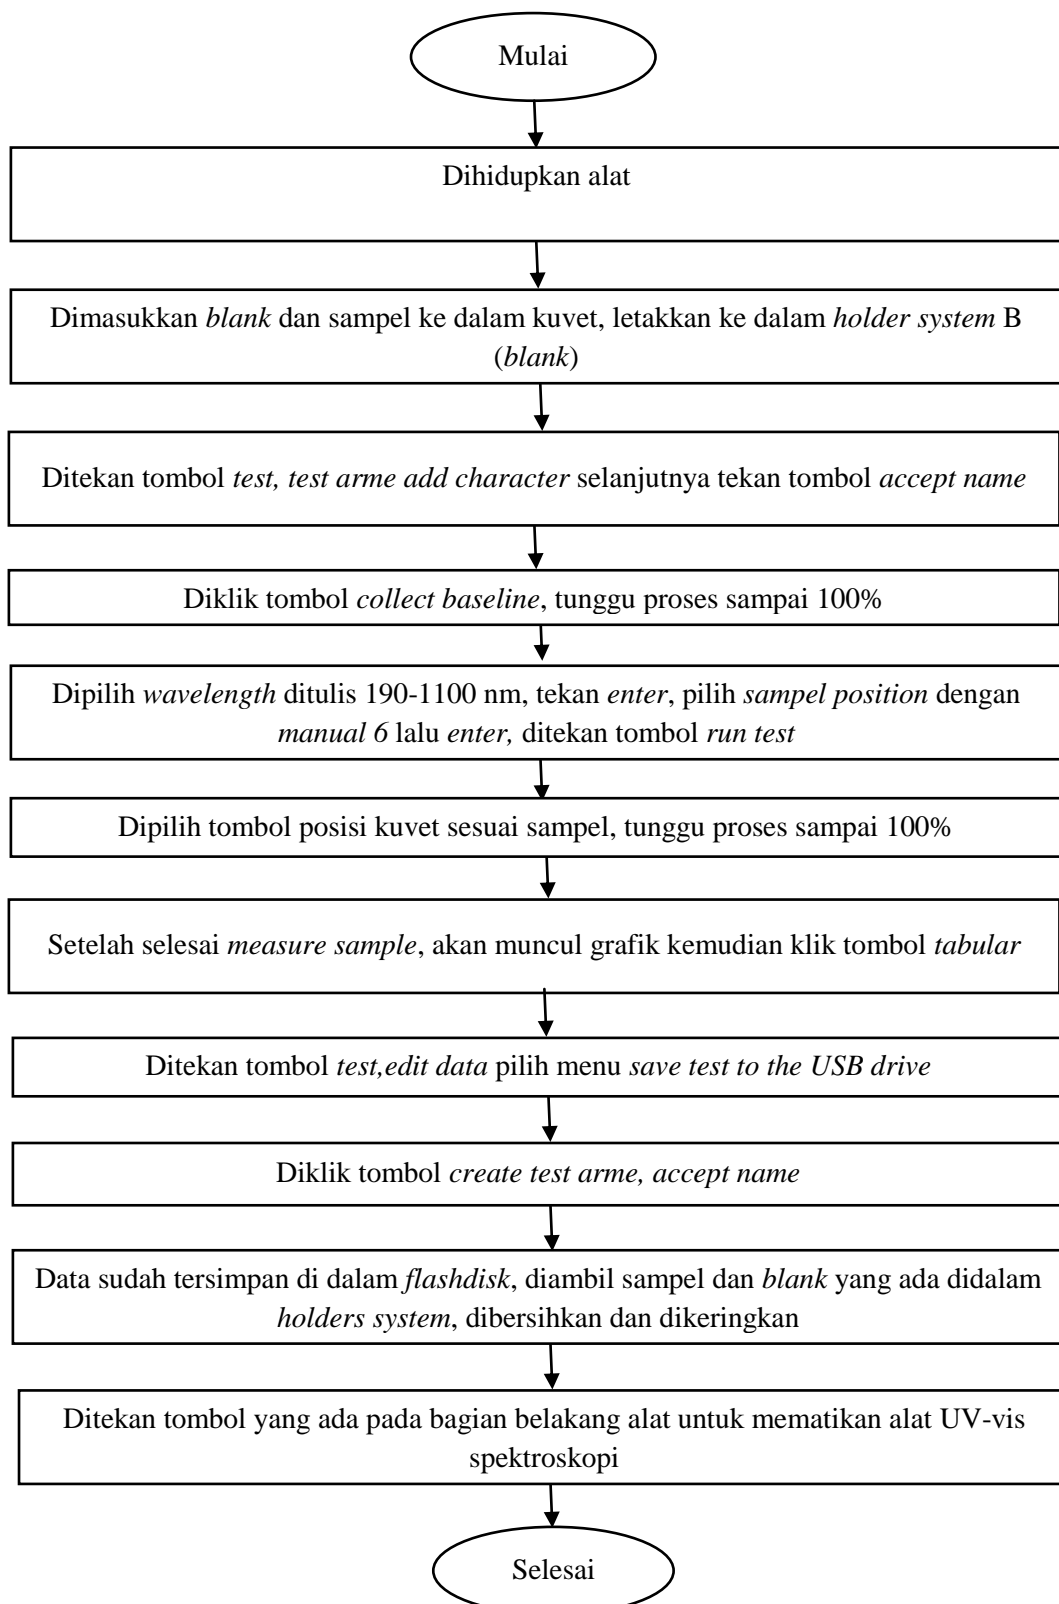 Mulai
Dihidupkan alat
Dimasukkan blank dan sampel ke dalam kuvet, letakkan ke dalam holder system B
(blank)
Ditekan tombol test, test arme add character selanjutnya tekan tombol accept name
Diklik tombol collect baseline, tunggu proses sampai 100%
Dipilih wavelength ditulis 190-1100 nm, tekan enter, pilih sampel position dengan
manual 6 lalu enter, ditekan tombol run test
Dipilih tombol posisi kuvet sesuai sampel, tunggu proses sampai 100%
Setelah selesai measure sample, akan muncul grafik kemudian klik tombol tabular
Ditekan tombol test,edit data pilih menu save test to the USB drive
Diklik tombol create test arme, accept name
Data sudah tersimpan di dalam flashdisk, diambil sampel dan blank yang ada didalam
holders system, dibersihkan dan dikeringkan
Ditekan tombol yang ada pada bagian belakang alat untuk mematikan alat UV-vis
spektroskopi
Selesai